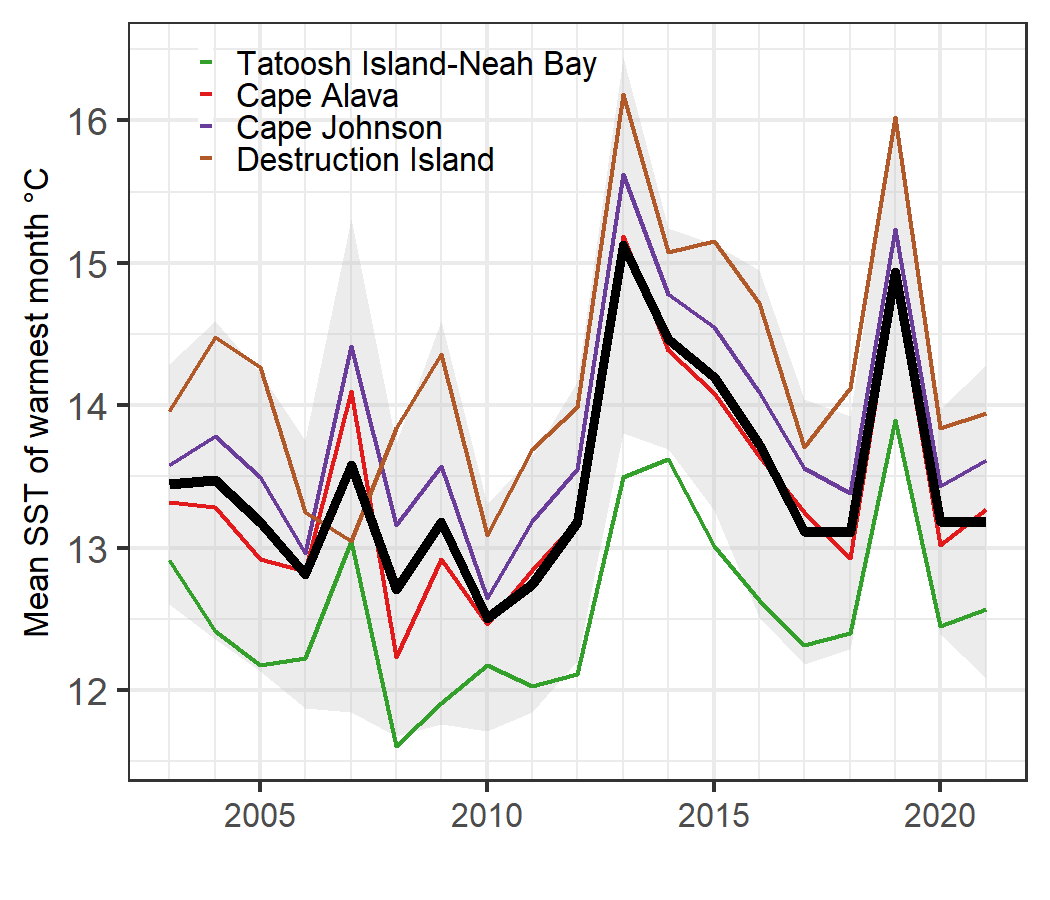 Tatoosh Island-Neah Bay
Cape Alava
Cape Johnson
Destruction Island
Mean SST of warmest month °C
16
15
14
13
12
2005 2010 2015 2020